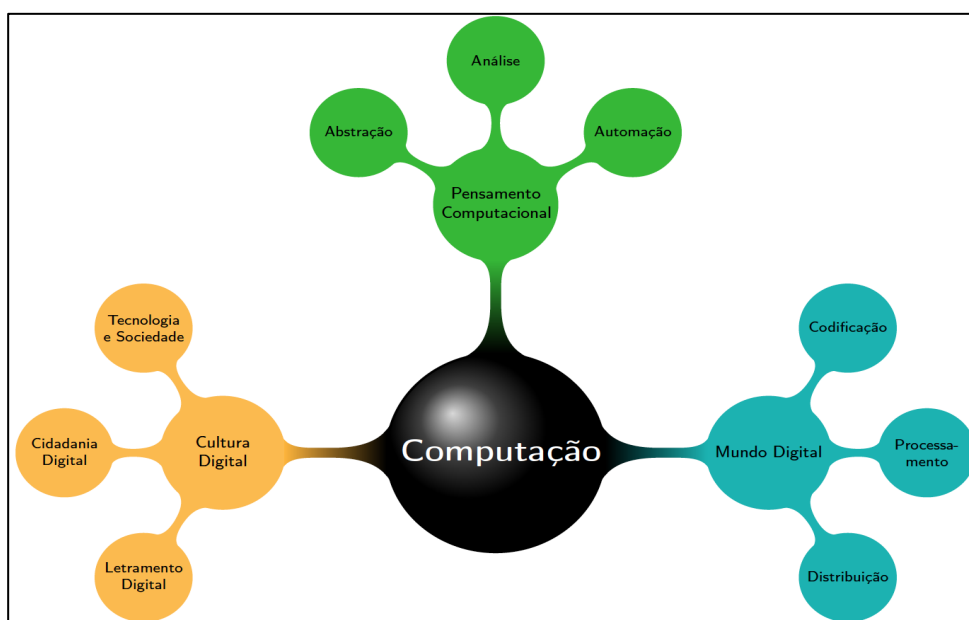 Análise
Abstração
Automação
Pensamento
Computacional
Tecnologia
e Sociedade
Cidadania
Digital
Letramento
Digital
Cultura
Digital
Computação
Mundo Digital
Codificação
Processa-
mento
Distribuição